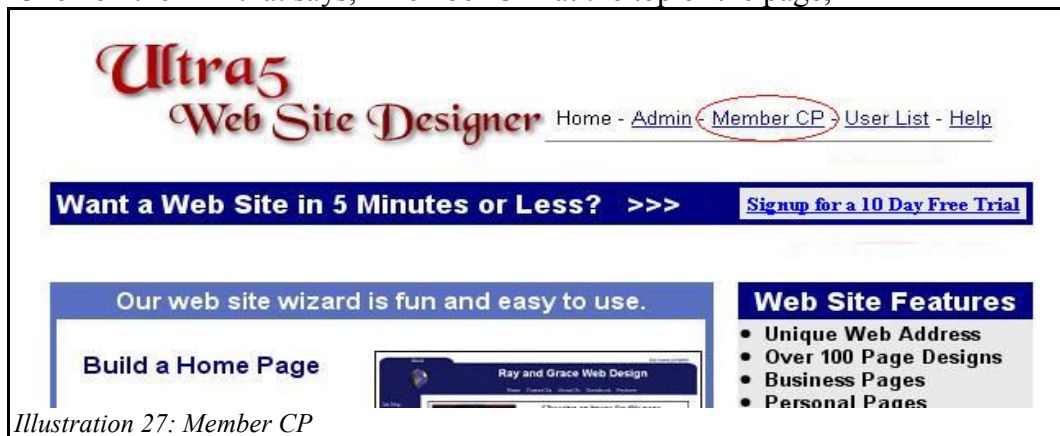 Ultra5
Web Site Designer
Home - Admin - Member CP - User List - Help
Want a Web Site in 5 Minutes or Less? >>>
Signup for a 10 Day Free Trial
Our web site wizard is fun and easy to use.
Build a Home Page
Ray and Grace Web Design
Web Site Features
• Unique Web Address
• Over 100 Page Designs
• Business Pages
• Personal Pages
Illustration 27: Member CP